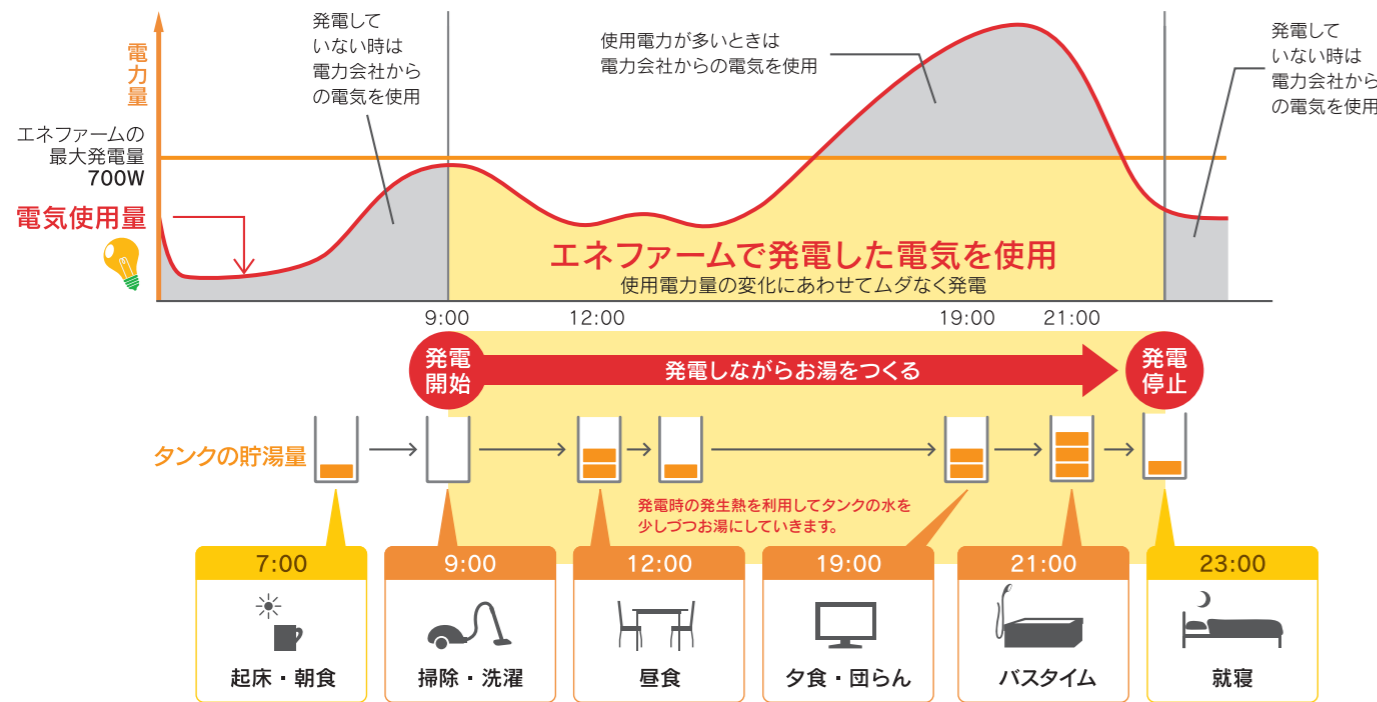 電力量
発電して
いない時は
電力会社から
の電気を使用
使用電力が多いときは
電力会社からの電気を使用
発電して
いない時は
電力会社から
の電気を使用
エネファームの
最大発電量
700W
電気使用量
エネファームで発電した電気を使用
使用電力量の変化にあわせてムダなく発電
9:00
12:00
19:00
21:00
発電
開始
発電しながらお湯をつくる
発電
停止
タンクの貯湯量
発電時の発生熱を利用してタンクの水を
少しづつお湯にしていきます。
7:00
起床・朝食
9:00
掃除・洗濯
12:00
昼食
19:00
夕食・団らん
21:00
バスタイム
23:00
就寝